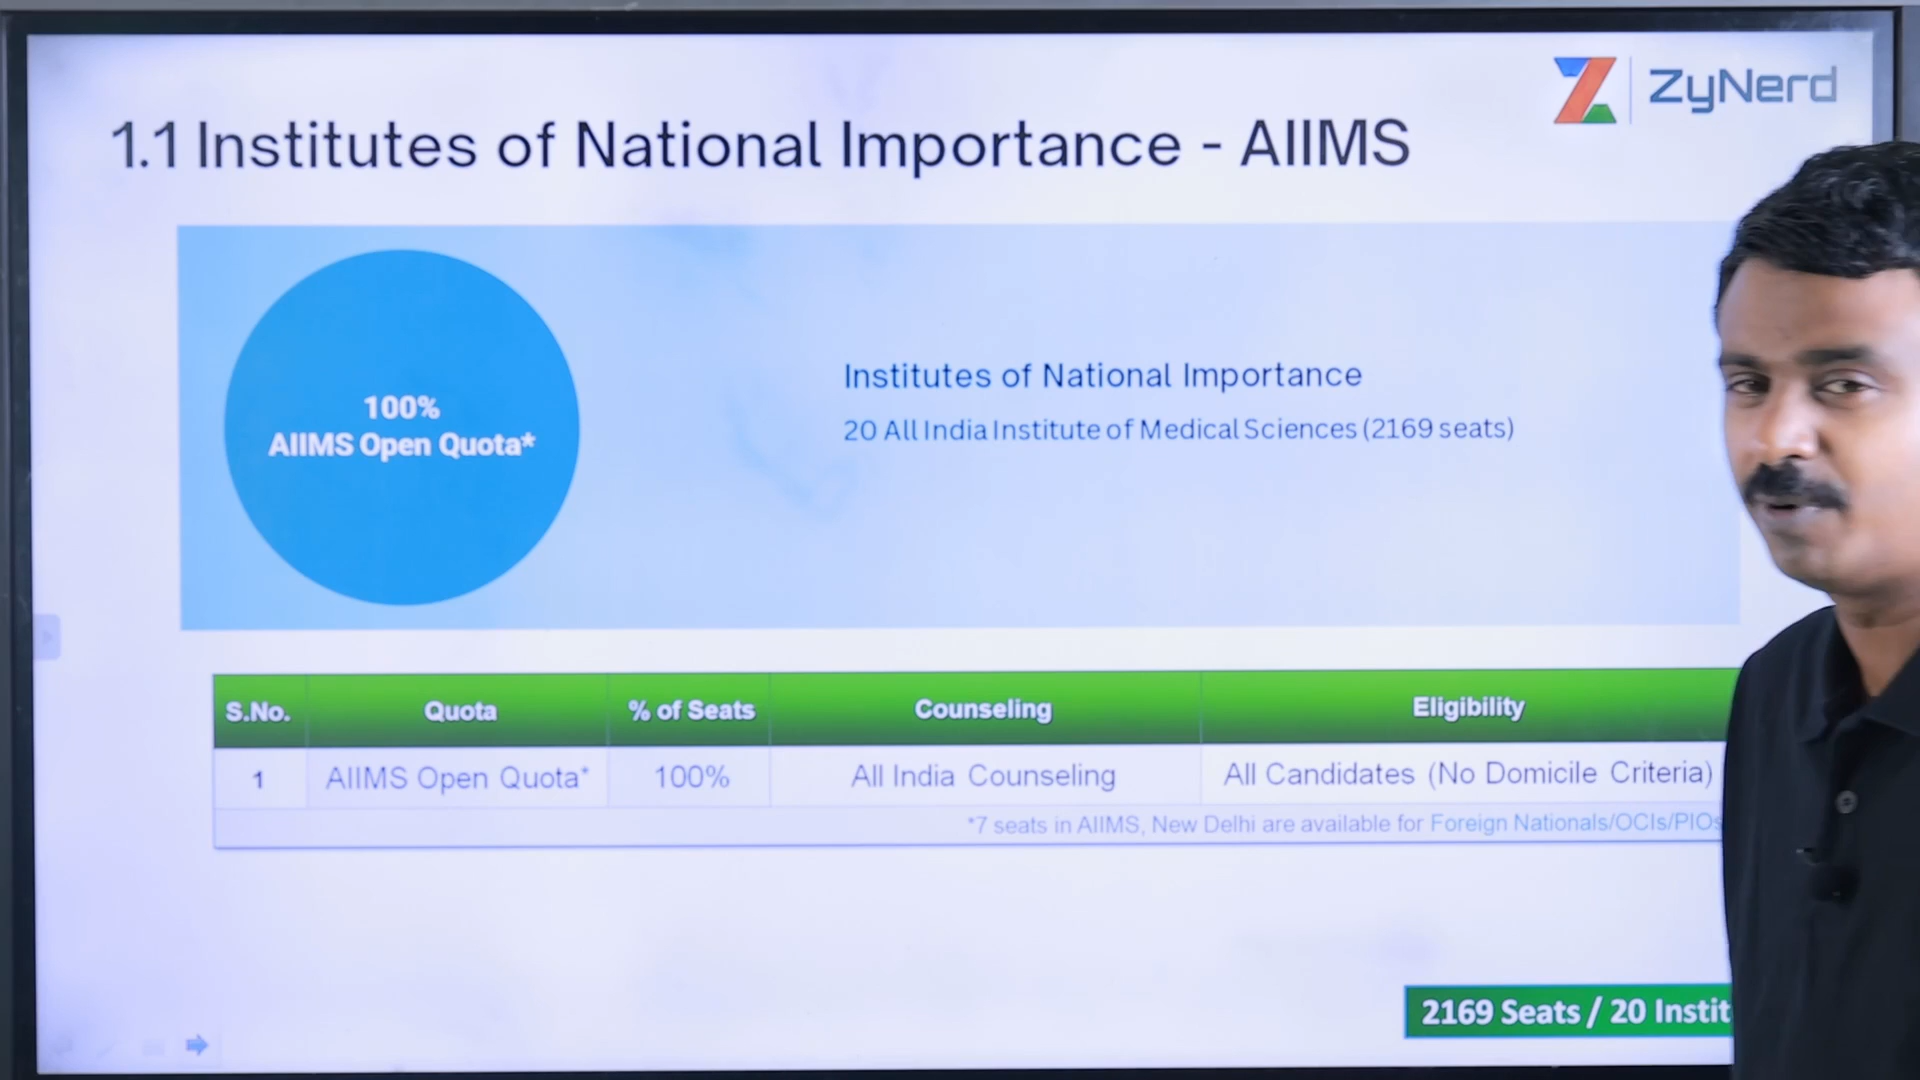 ZyNerd
1.1 Institutes of National Importance - AIIMS
100%
AIIMS Open Quota*
Institutes of National Importance
20 All India Institute of Medical Sciences (2169 seats)
S.No. Quota % of Seats Counseling Eligibility
1 AIIMS Open Quota* 100% All India Counseling All Candidates (No Domicile Criteria)
*7 seats in AIIMS, New Delhi are available for Foreign Nationals/OCIs/PIOs
2169 Seats / 20 Instit